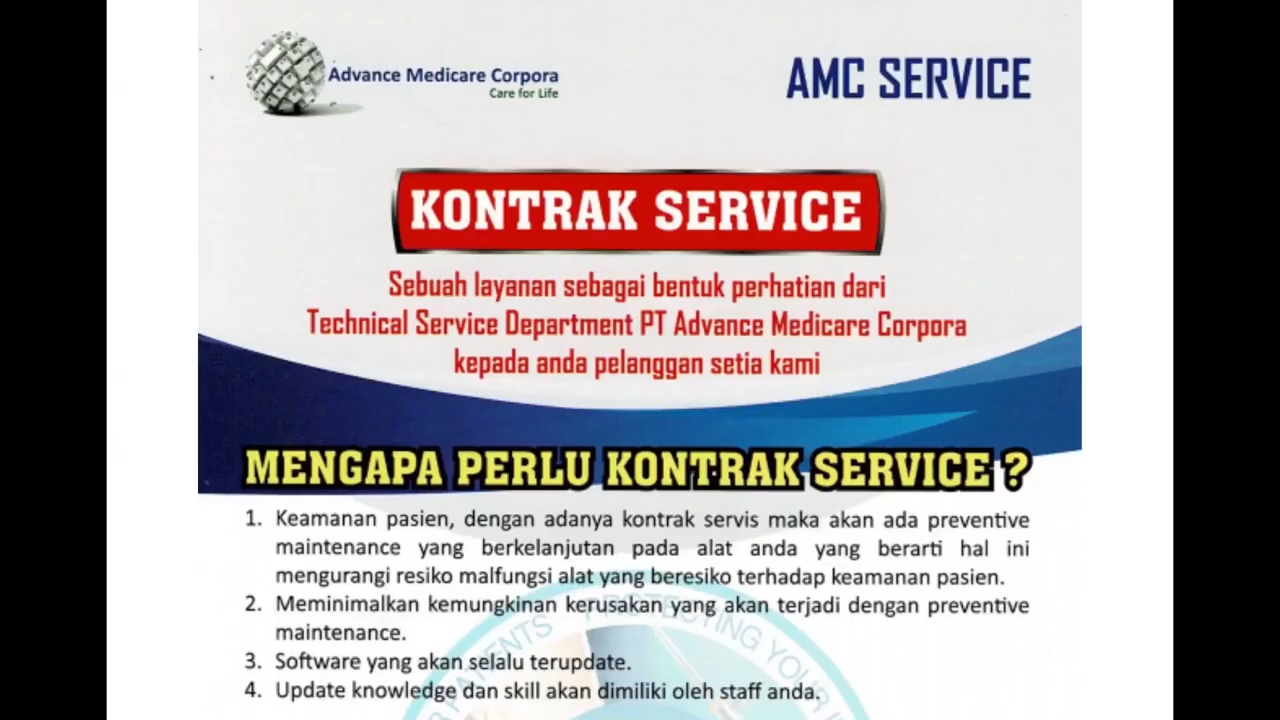 Advance Medicare Corpora
Care for Life
AMC SERVICE
KONTRAK SERVICE
Sebuah layanan sebagai bentuk perhatian dari
Technical Service Department PT Advance Medicare Corpora
kepada anda pelanggan setia kami
MENGAPA PERLU KONTRAK SERVICE ?
1. Keamanan pasien, dengan adanya kontrak servis maka akan ada preventive
maintenance yang berkelanjutan pada alat anda yang berarti hal ini
mengurangi resiko malfungsi alat yang beresiko terhadap keamanan pasien.
2. Meminimalkan kemungkinan kerusakan yang akan terjadi dengan preventive
maintenance.
3. Software yang akan selalu terupdate.
4. Update knowledge dan skill akan dimiliki oleh staff anda.
PATIENTS PROTECTING YOUR